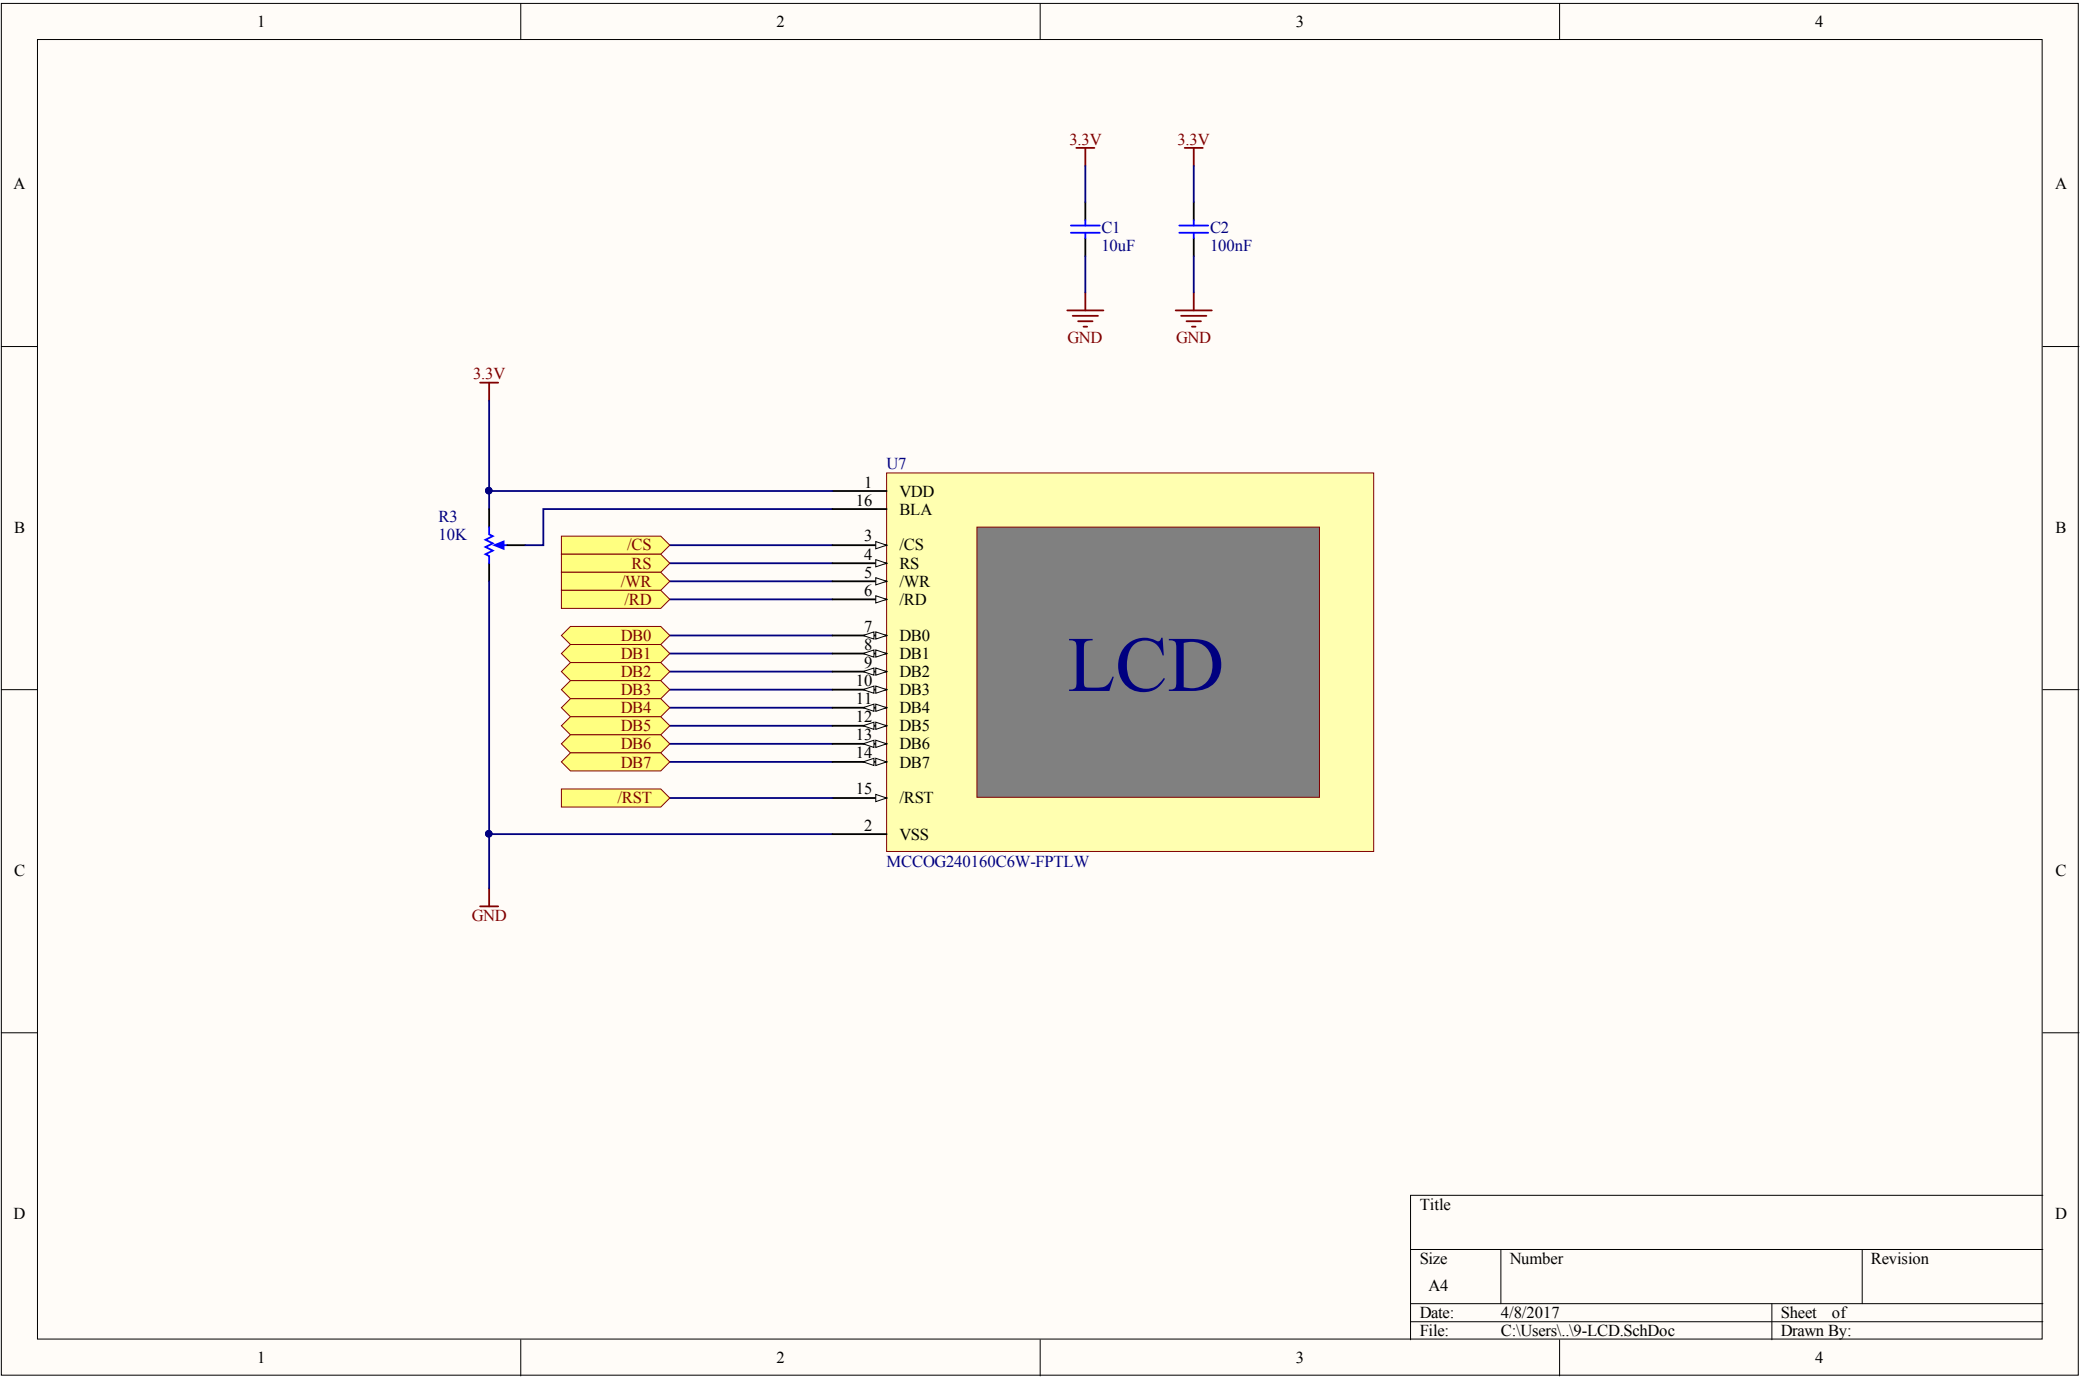 1 2 3 4
3.3V 3.3V
A A
C1 C2
10uF 100nF
GND GND
3.3V
U7
1 VDD
16 BLA
R3
10K
B B
/CS 3 /CS
RS 4 RS
/WR 5 /WR
/RD 6 /RD
DB0 7 DB0
DB1 8 DB1
DB2 9 DB2
DB3 10 DB3
DB4 11 DB4
DB5 12 DB5
DB6 13 DB6
DB7 14 DB7
LCD
/RST 15 /RST
2 VSS
MCCOG240160C6W-FPTLW
C C
GND
D D
Title
Size Number Revision
A4
Date: 4/8/2017 Sheet of
File: C:\Users\..\9-LCD.SchDoc Drawn By:
1 2 3 4